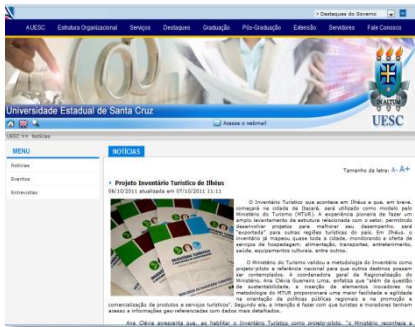 Destaques do Governo
A UESC Estrutura Organizacional Serviços Destaques Graduação Pós-Graduação Extensão Servidores Fale Conosco
Universidade Estadual de Santa Cruz
UESC
Acesse o webmail
UESC >> Notícias
MENU
Notícias
Eventos
Entrevistas
NOTÍCIAS
Tamanho da letra: A- A+
Projeto Inventário Turístico de Ilhéus
06/10/2011 atualizada em 07/10/2011 11:11
O Inventário Turístico que acontece em Ilhéus e que, em breve,
começará na cidade de Itacaré, será utilizado como modelo pelo
Ministério do Turismo (MTUR). A experiência pioneira de fazer um
amplo levantamento da estrutura relacionada com o setor, permitindo
desenvolver projetos para melhorar seu desempenho, será
"exportada" para outras regiões turísticas do país. Em Ilhéus, o
inventário já mapeou quase toda a cidade, monitorando a oferta de
serviços de hospedagem, alimentação, transportes, entretenimento,
saúde, equipamentos culturais, entre outros.
O Ministério do Turismo validou a metodologia do Inventário como
projeto-piloto e referência nacional para que outros destinos possam
ser contemplados. A coordenadora geral de Regionalização do
Ministério, Ana Clévia Guerreiro Lima, enfatiza que "além da questão
de sustentabilidade, a inserção de elementos inovadores na
metodologia do MTUR proporcionará uma maior facilidade e agilidade
na orientação de políticas públicas regionais e na promoção e
comercialização de produtos e serviços turísticos". Segundo ela, a intenção é fazer com que turistas e moradores tenham
acesso a informações geo-referenciadas com dados mais detalhados.
Ana Clévia acrescenta que, ao habilitar o Inventário Turístico como projeto-piloto, "o Ministério reconhece